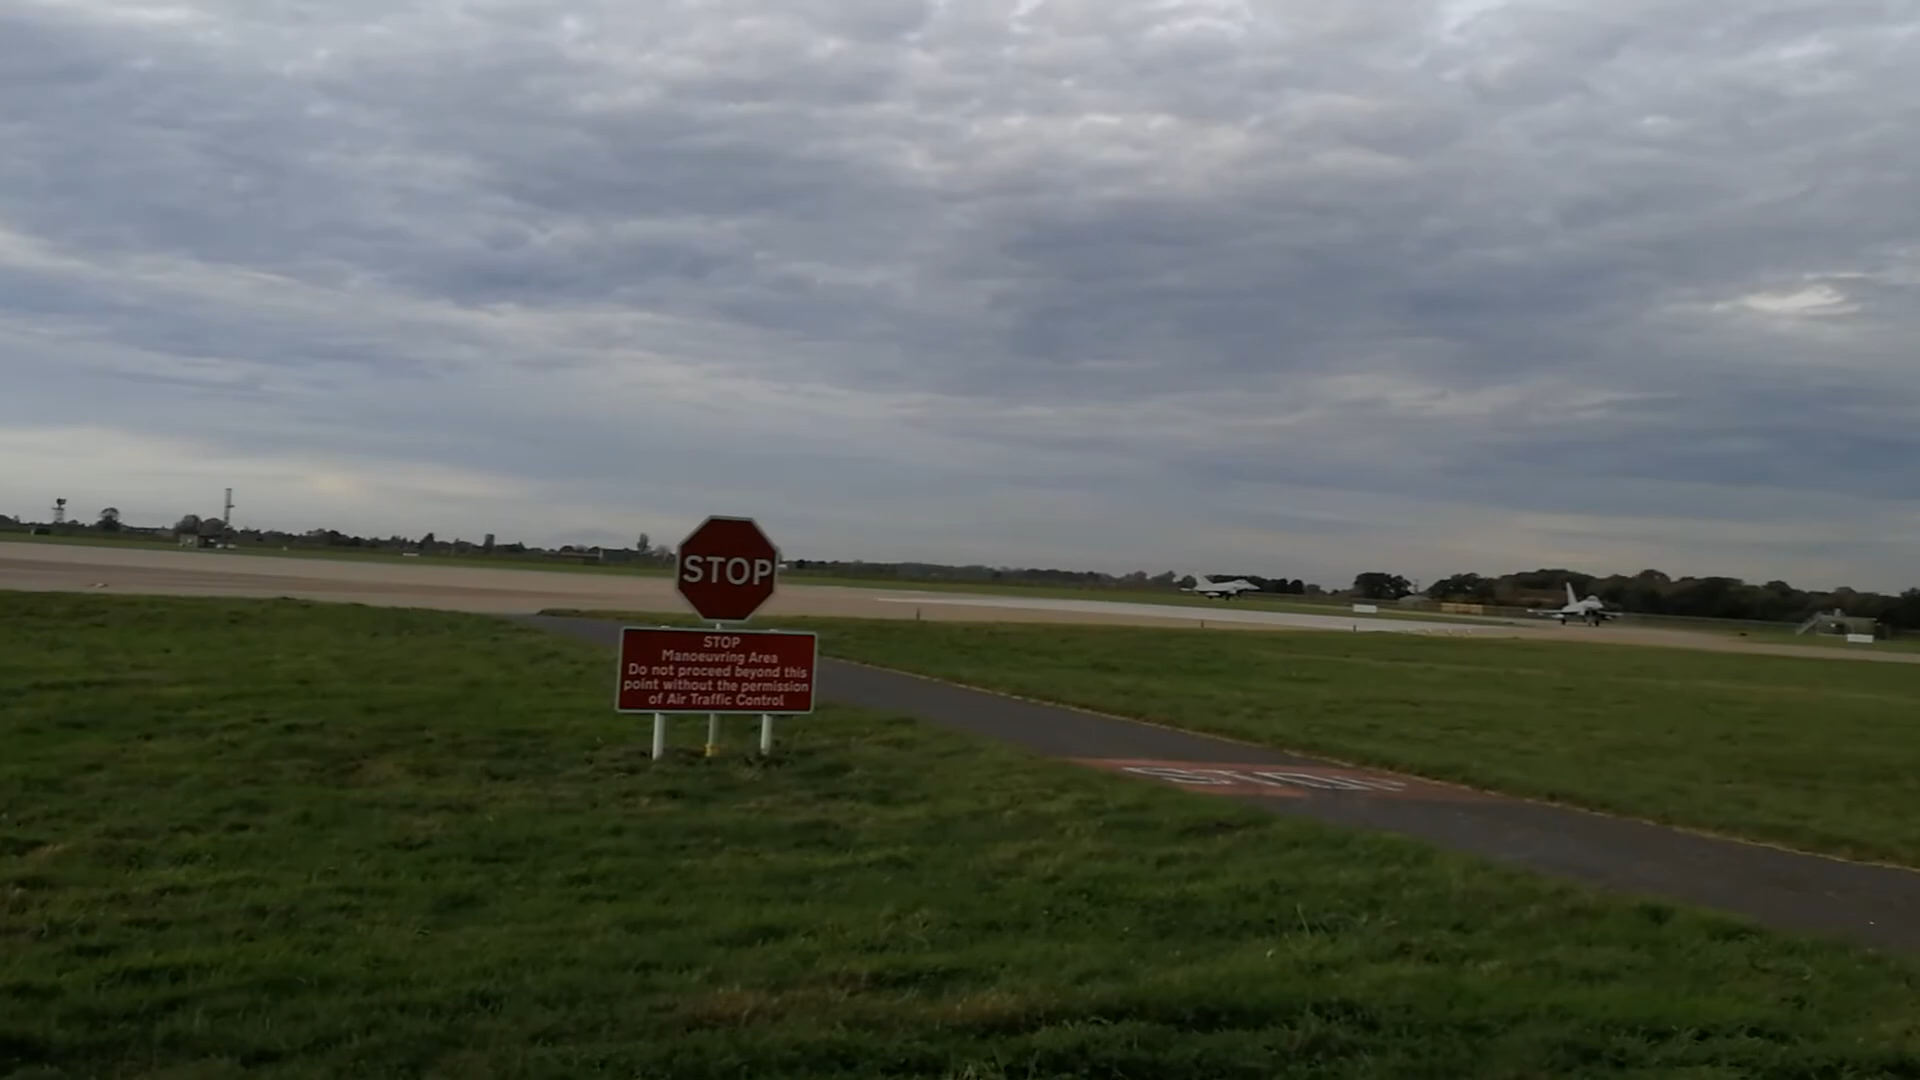 STOP
STOP
Manoeuvring Area
Do not proceed beyond this
point without the permission
of Air Traffic Control